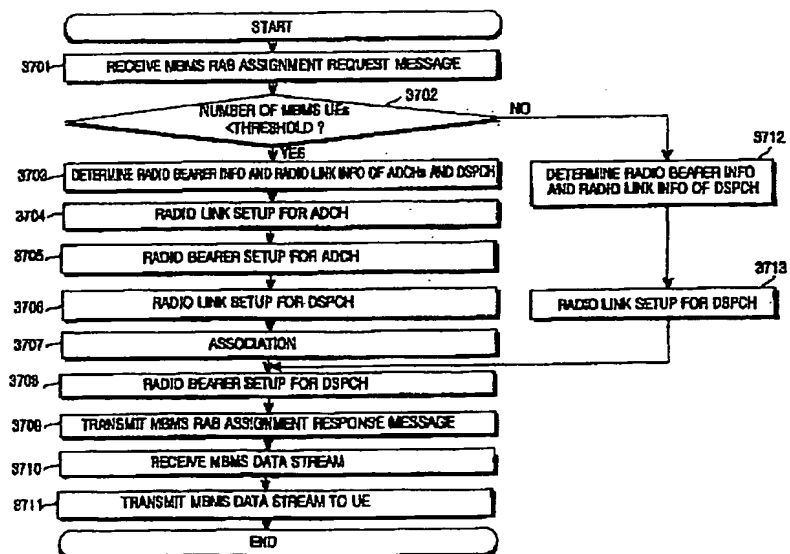 START
3701
RECEIVE MBMS RAB ASSIGNMENT REQUEST MESSAGE
3702
NUMBER OF MBMS UEs
<THRESHOLD ?
NO
YES
3703
DETERMINE RADIO BEARER INFO AND RADIO LINK INFO OF ADCHs AND DSPCH
3712
DETERMINE RADIO BEARER INFO
AND RADIO LINK INFO OF DSPCH
3704
RADIO LINK SETUP FOR ADCH
3705
RADIO BEARER SETUP FOR ADCH
3706
RADIO LINK SETUP FOR DSPCH
3713
RADIO LINK SETUP FOR DSPCH
3707
ASSOCIATION
3708
RADIO BEARER SETUP FOR DSPCH
3709
TRANSMIT MBMS RAB ASSIGNMENT RESPONSE MESSAGE
3710
RECEIVE MBMS DATA STREAM
3711
TRANSMIT MBMS DATA STREAM TO UE
END